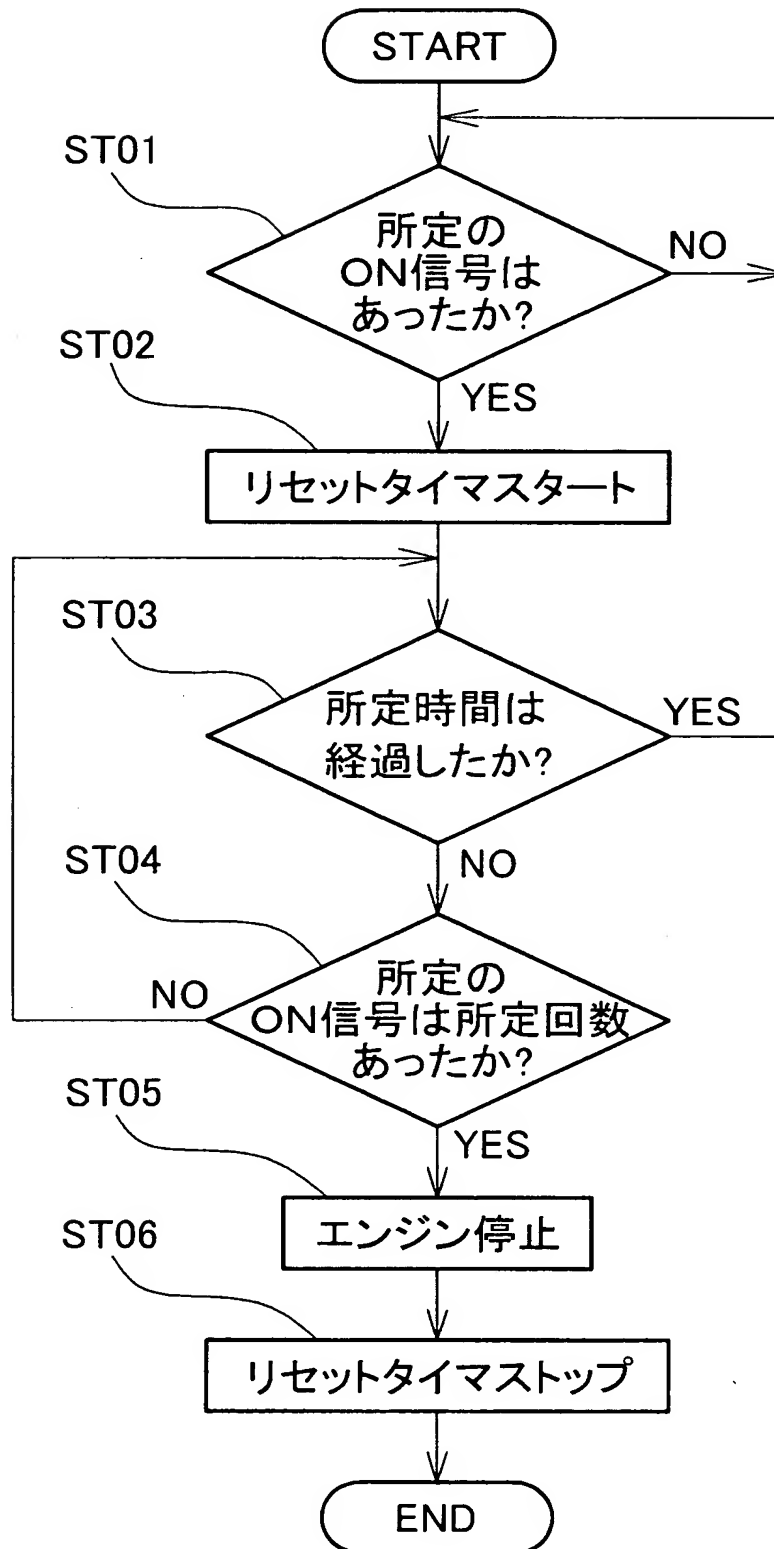 START
ST01
所定の
ON信号は
あったか?
NO
ST02
YES
リセットタイマスタート
ST03
所定時間は
経過したか?
YES
ST04
NO
所定の
ON信号は所定回数
あったか?
NO
ST05
YES
エンジン停止
ST06
リセットタイマストップ
END